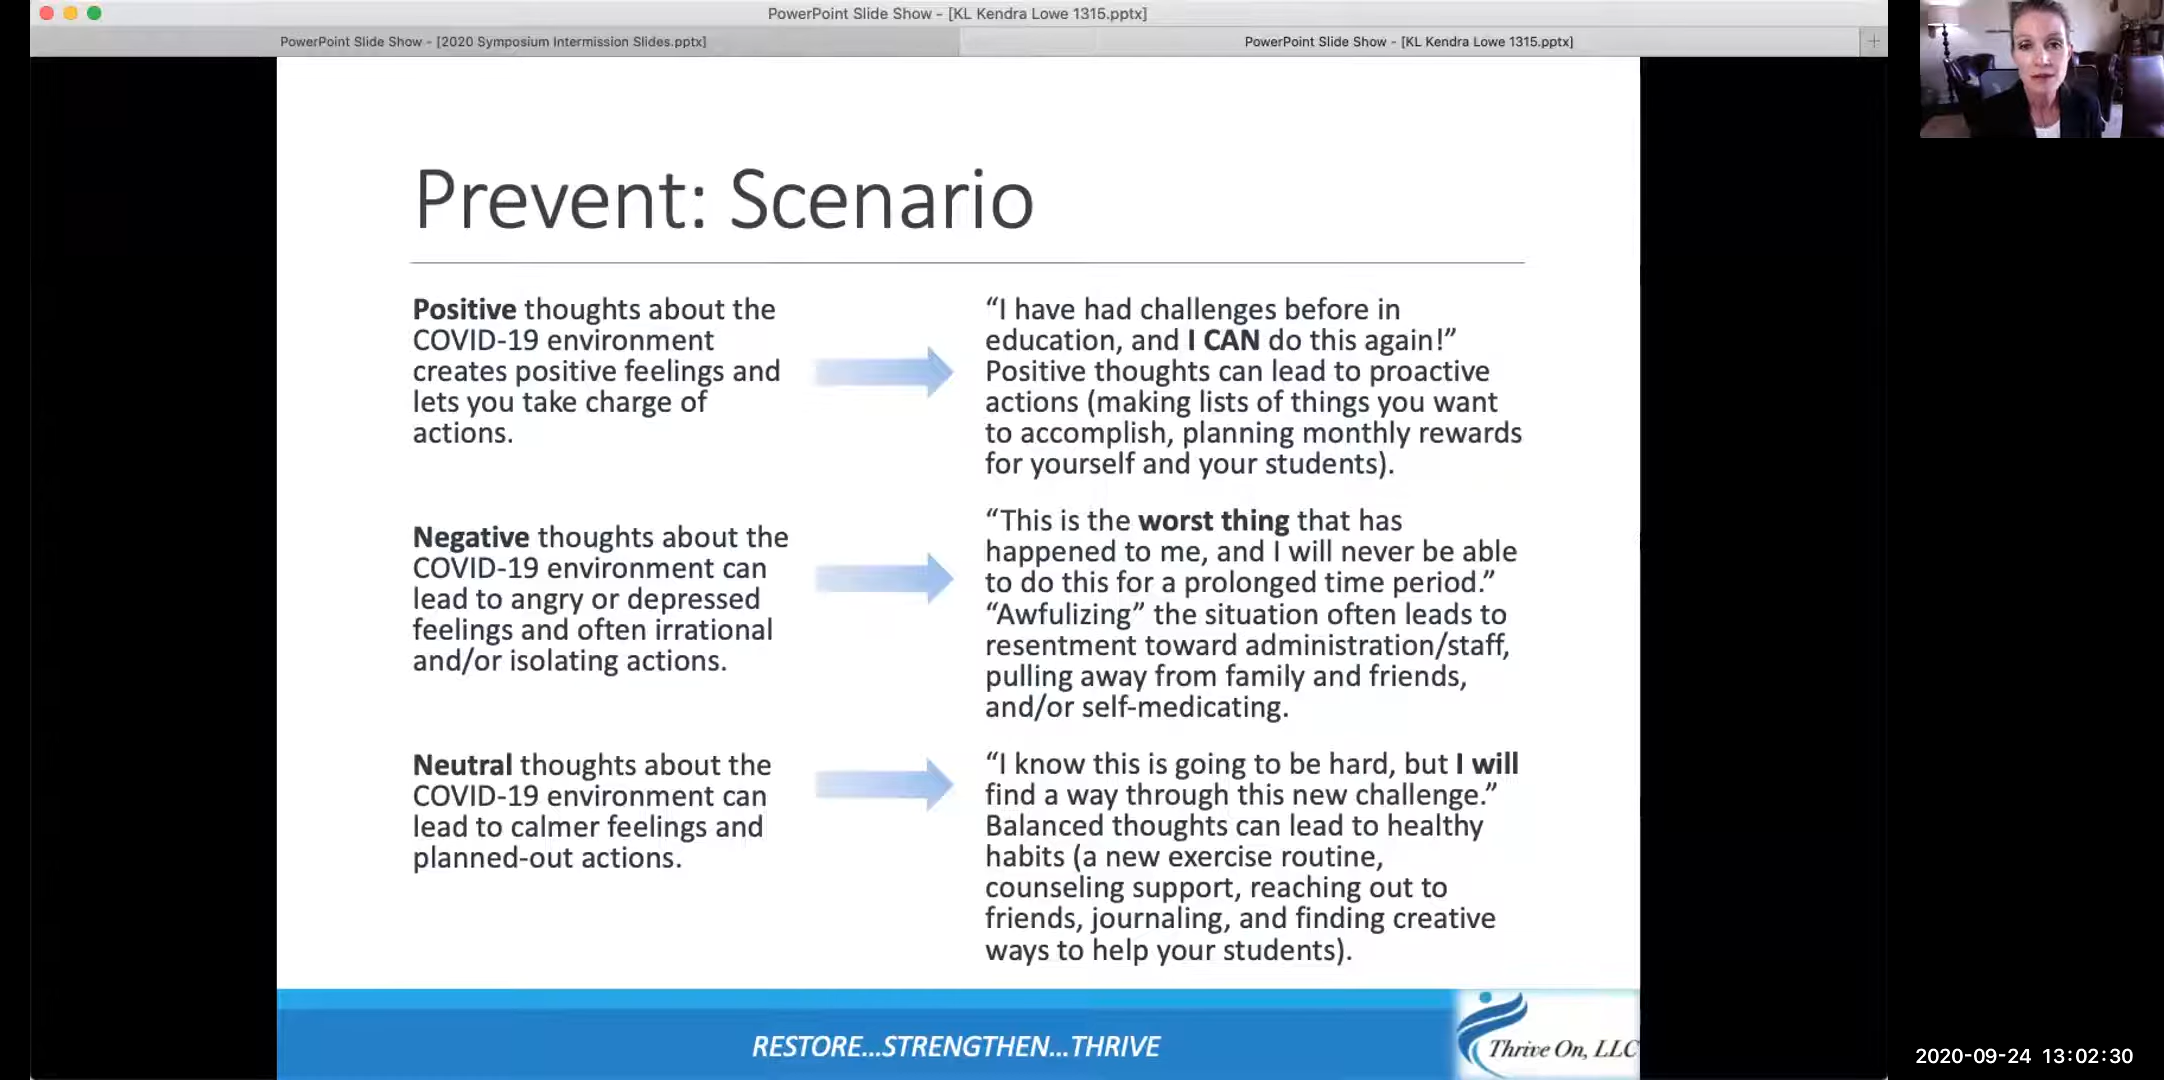 PowerPoint Slide Show - [KL Kendra Lowe 1315.pptx]
PowerPoint Slide Show - [2020 Symposium Intermission Slides.pptx]
PowerPoint Slide Show - [KL Kendra Lowe 1315.pptx]
Prevent: Scenario
Positive thoughts about the
COVID-19 environment
creates positive feelings and
lets you take charge of
actions.
“I have had challenges before in
education, and I CAN do this again!”
Positive thoughts can lead to proactive
actions (making lists of things you want
to accomplish, planning monthly rewards
for yourself and your students).
Negative thoughts about the
COVID-19 environment can
lead to angry or depressed
feelings and often irrational
and/or isolating actions.
“This is the worst thing that has
happened to me, and I will never be able
to do this for a prolonged time period.”
“Awfulizing” the situation often leads to
resentment toward administration/staff,
pulling away from family and friends,
and/or self-medicating.
Neutral thoughts about the
COVID-19 environment can
lead to calmer feelings and
planned-out actions.
“I know this is going to be hard, but I will
find a way through this new challenge.”
Balanced thoughts can lead to healthy
habits (a new exercise routine,
counseling support, reaching out to
friends, journaling, and finding creative
ways to help your students).
RESTORE...STRENGTHEN...THRIVE
Thrive On, LLC
2020-09-24 13:02:30